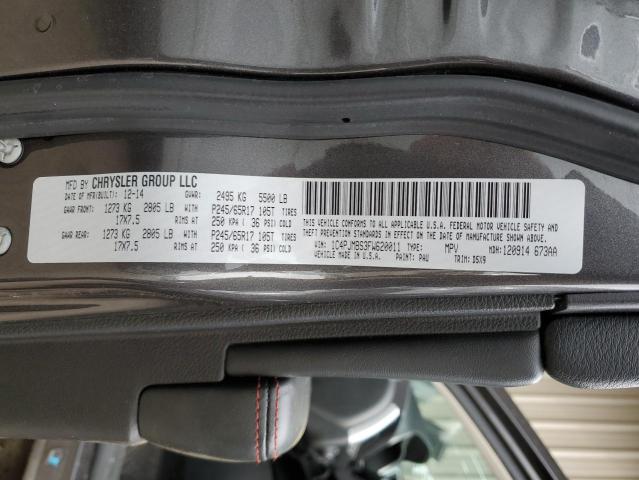 MFD BY CHRYSLER GROUP LLC
DATE OF MFR(BUILT): 12-14 GVWR: 2495 KG 5500 LB
GAWR FRONT: 1273 KG 2805 LB WITH P245/65R17 105T TIRES
17X7.5 RIMS AT 250 KPA ( 36 PSI) COLD
GAWR REAR: 1273 KG 2805 LB WITH P245/65R17 105T TIRES
17X7.5 RIMS AT 250 KPA ( 36 PSI) COLD
THIS VEHICLE CONFORMS TO ALL APPLICABLE U.S.A. FEDERAL MOTOR VEHICLE SAFETY AND
THEFT PREVENTION STANDARDS IN EFFECT ON THE DATE OF MANUFACTURE SHOWN ABOVE.
VIN: 1C4PJMBS3FW620011 TYPE: MPV MDH: 120914 673AA
VEHICLE MADE IN U.S.A. PAINT: PAU TRIM: D5X9